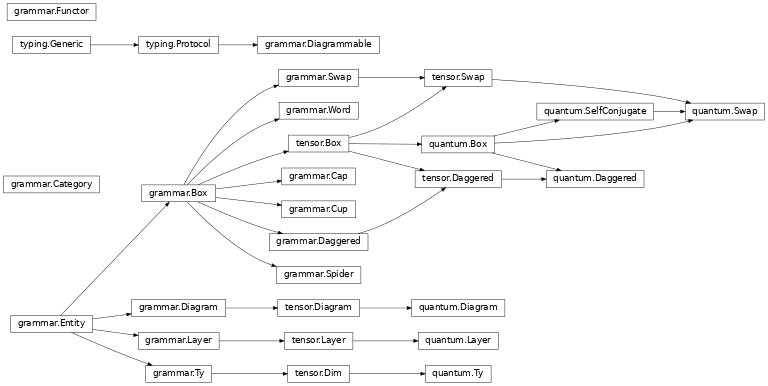 grammar.Functor
typing.Generic
typing.Protocol
grammar.Diagrammable
grammar.Swap
tensor.Swap
grammar.Word
quantum.SelfConjugate
quantum.Swap
tensor.Box
quantum.Box
grammar.Category
grammar.Box
grammar.Cap
tensor.Daggered
quantum.Daggered
grammar.Cup
grammar.Daggered
grammar.Spider
grammar.Entity
grammar.Diagram
tensor.Diagram
quantum.Diagram
grammar.Layer
tensor.Layer
quantum.Layer
grammar.Ty
tensor.Dim
quantum.Ty